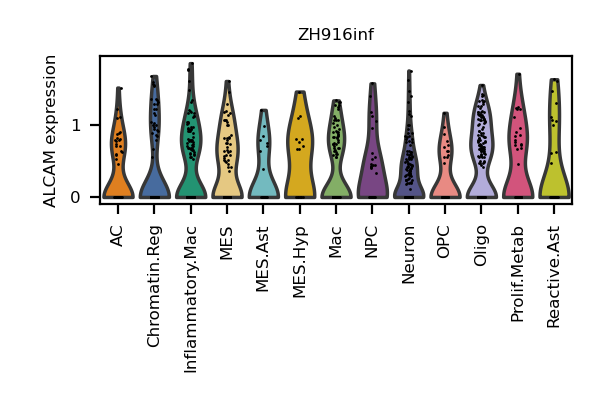 ZH916inf
ALCAM expression
1
0
AC
Chromatin.Reg
Inflammatory.Mac
MES
MES.Ast
MES.Hyp
Mac
NPC
Neuron
OPC
Oligo
Prolif.Metab
Reactive.Ast